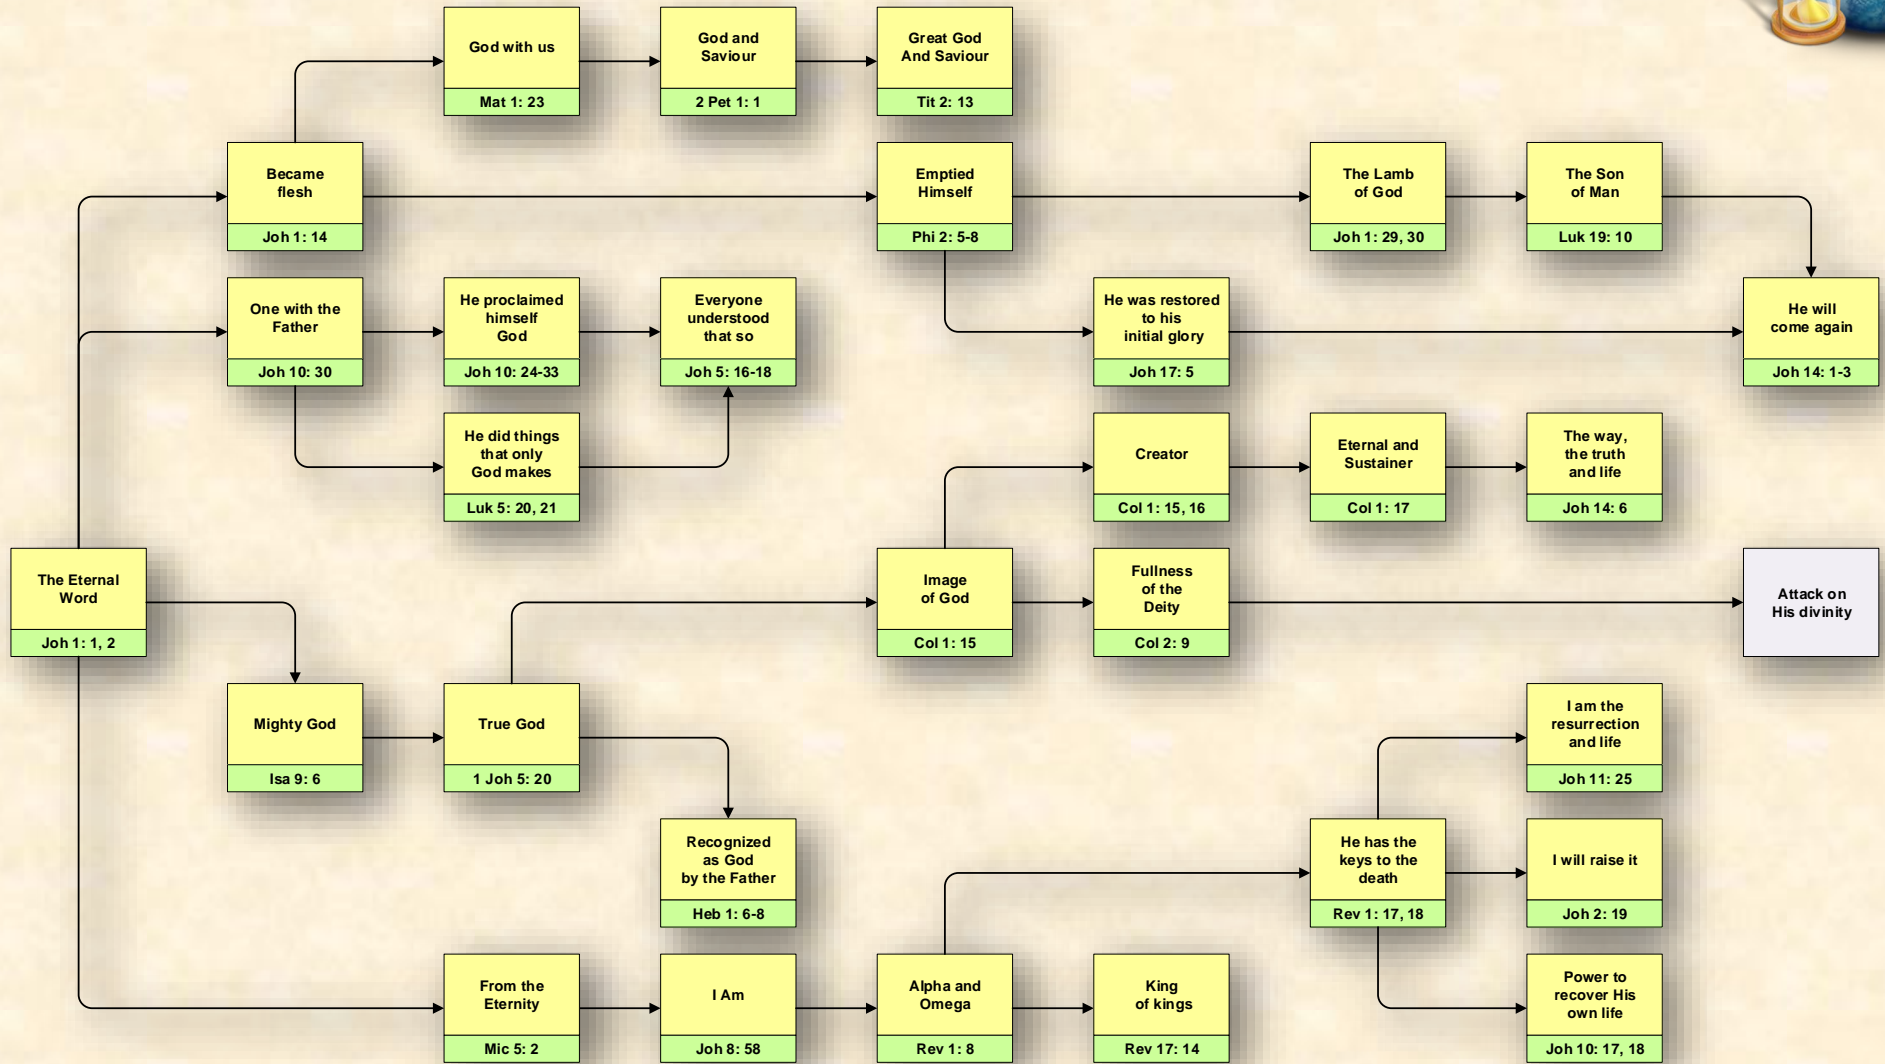 God with us
Mat 1: 23
God and
Saviour
2 Pet 1: 1
Great God
And Saviour
Tit 2: 13
Became
flesh
Joh 1: 14
Emptied
Himself
Phi 2: 5-8
The Lamb
of God
Joh 1: 29, 30
The Son
of Man
Luk 19: 10
One with the
Father
Joh 10: 30
He proclaimed
himself
God
Joh 10: 24-33
Everyone
understood
that so
Joh 5: 16-18
He was restored
to his
initial glory
Joh 17: 5
He will
come again
Joh 14: 1-3
He did things
that only
God makes
Luk 5: 20, 21
Creator
Col 1: 15, 16
Eternal and
Sustainer
Col 1: 17
The way,
the truth
and life
Joh 14: 6
The Eternal
Word
Joh 1: 1, 2
Image
of God
Col 1: 15
Fullness
of the
Deity
Col 2: 9
Attack on
His divinity
Mighty God
Isa 9: 6
True God
1 Joh 5: 20
I am the
resurrection
and life
Joh 11: 25
Recognized
as God
by the Father
Heb 1: 6-8
He has the
keys to the
death
Rev 1: 17, 18
I will raise it
Joh 2: 19
From the
Eternity
Mic 5: 2
I Am
Joh 8: 58
Alpha and
Omega
Rev 1: 8
King
of kings
Rev 17: 14
Power to
recover His
own life
Joh 10: 17, 18